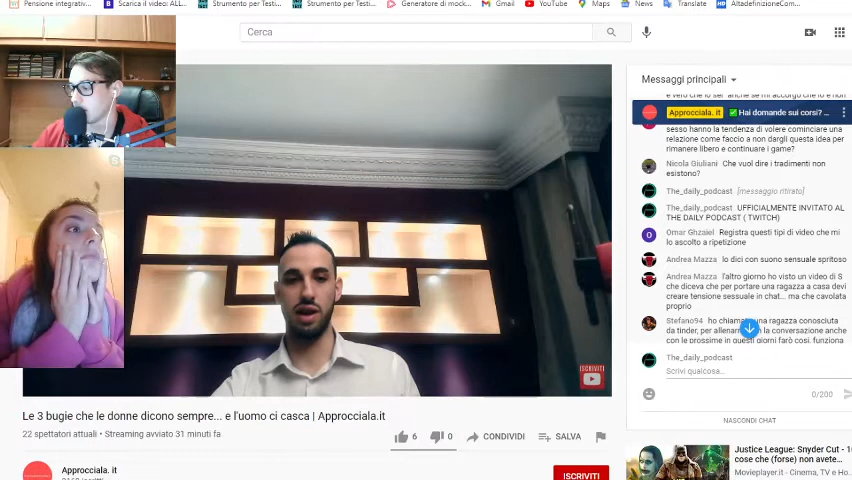 Pensione integrativ...
Scarica il video: ALL...
Strumento per Testi...
Strumento per Testi...
Generatore di mock...
Gmail
YouTube
Maps
News
Translate
AltadefinizioneCom...
Cerca
Messaggi principali
Approcciala. it ✅ Hai domande sui corsi? ...
sesso hanno la tendenza di volere cominciare una
relazione come faccio a non dargli questa idea per
rimanere libero e continuare i game?
Nicola Giuliani Che vuol dire i tradimenti non
esistono?
The_daily_podcast [messaggio ritirato]
The_daily_podcast UFFICIALMENTE INVITATO AL
THE DAILY PODCAST ( TWITCH)
Omar Ghzaiel Registra questi tipi di video che mi
lo ascolto a ripetizione
Andrea Mazza lo dici con suono sensuale spritoso
Andrea Mazza l'altro giorno ho visto un video di S
che diceva che per portare una ragazza a casa devi
creare tensione sessuale in chat... ma che cavolata
proprio
Stefano94 ho chiama una ragazza conosciuta
da tinder, per allenarm la conversazione anche
con le prossime in questi giorni farò così. funziona
The_daily_podcast
Scrivi qualcosa...
0/200
NASCONDI CHAT
ISCRIVITI
Le 3 bugie che le donne dicono sempre... e l'uomo ci casca | Approcciala.it
22 spettatori attuali • Streaming avviato 31 minuti fa
6
0
CONDIVIDI
SALVA
Approcciala. it
ISCRIVITI
Justice League: Snyder Cut - 10
cose che (forse) non avete...
Movieplayer.it - Cinema, TV e Ho...